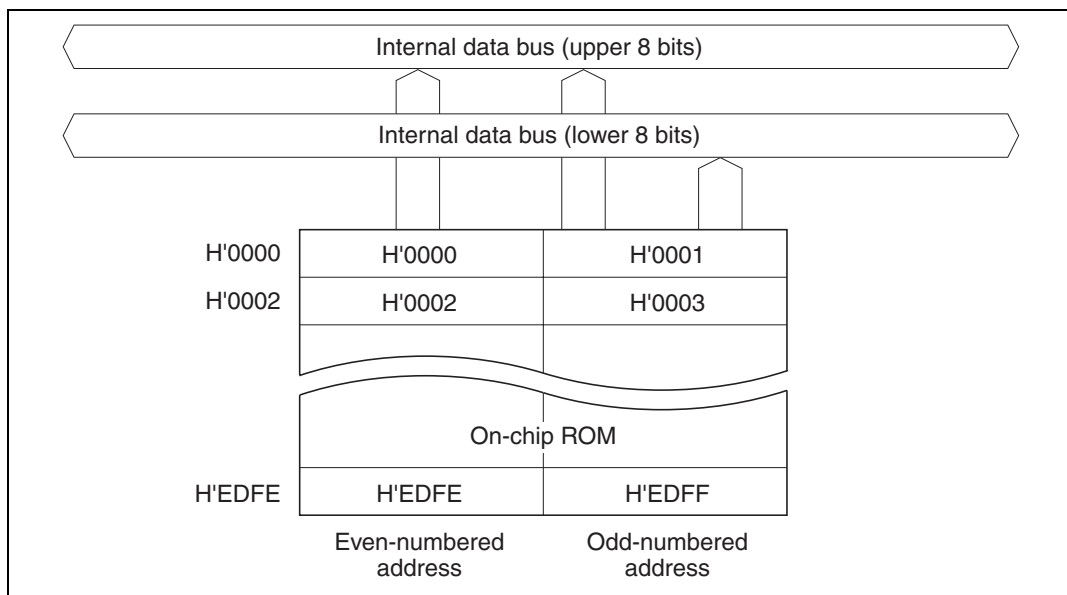 Internal data bus (upper 8 bits)
Internal data bus (lower 8 bits)
H'0000 H'0000 H'0001
H'0002 H'0002 H'0003
On-chip ROM
H'EDFE H'EDFE H'EDFF
Even-numbered address
Odd-numbered address